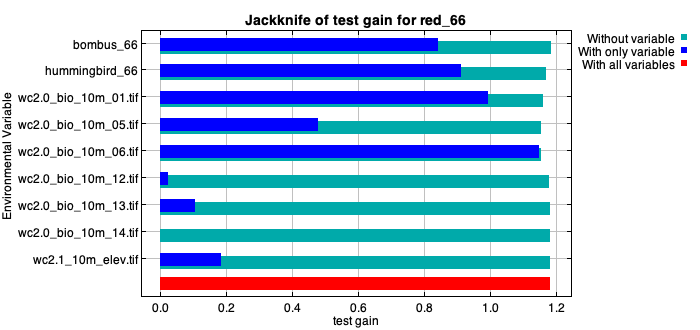 Jackknife of test gain for red_66
Without variable
With only variable
With all variables
Environmental Variable
bombus_66
hummingbird_66
wc2.0_bio_10m_01.tif
wc2.0_bio_10m_05.tif
wc2.0_bio_10m_06.tif
wc2.0_bio_10m_12.tif
wc2.0_bio_10m_13.tif
wc2.0_bio_10m_14.tif
wc2.1_10m_elev.tif
0.0 0.2 0.4 0.6 0.8 1.0 1.2
test gain